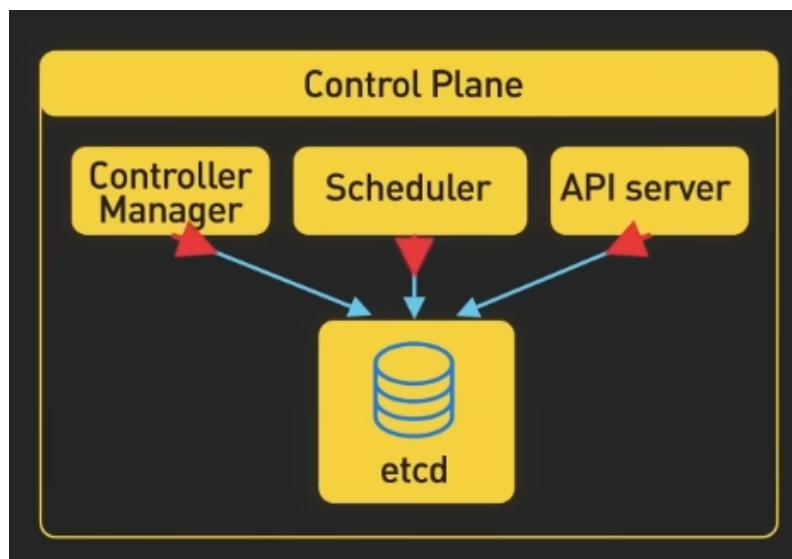 Control Plane
Controller
Manager
Scheduler
API server
etcd